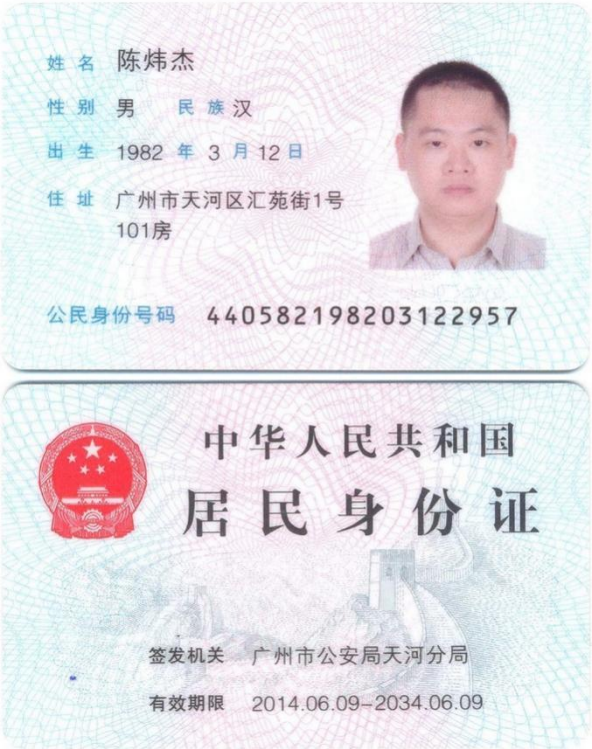 姓名 陈炜杰
性别 男 民族 汉
出生 1982 年 3 月 12 日
住址 广州市天河区汇苑街1号
101房
公民身份号码 440582198203122957
中华人民共和国
居民身份证
签发机关 广州市公安局天河分局
有效期限 2014.06.09-2034.06.09